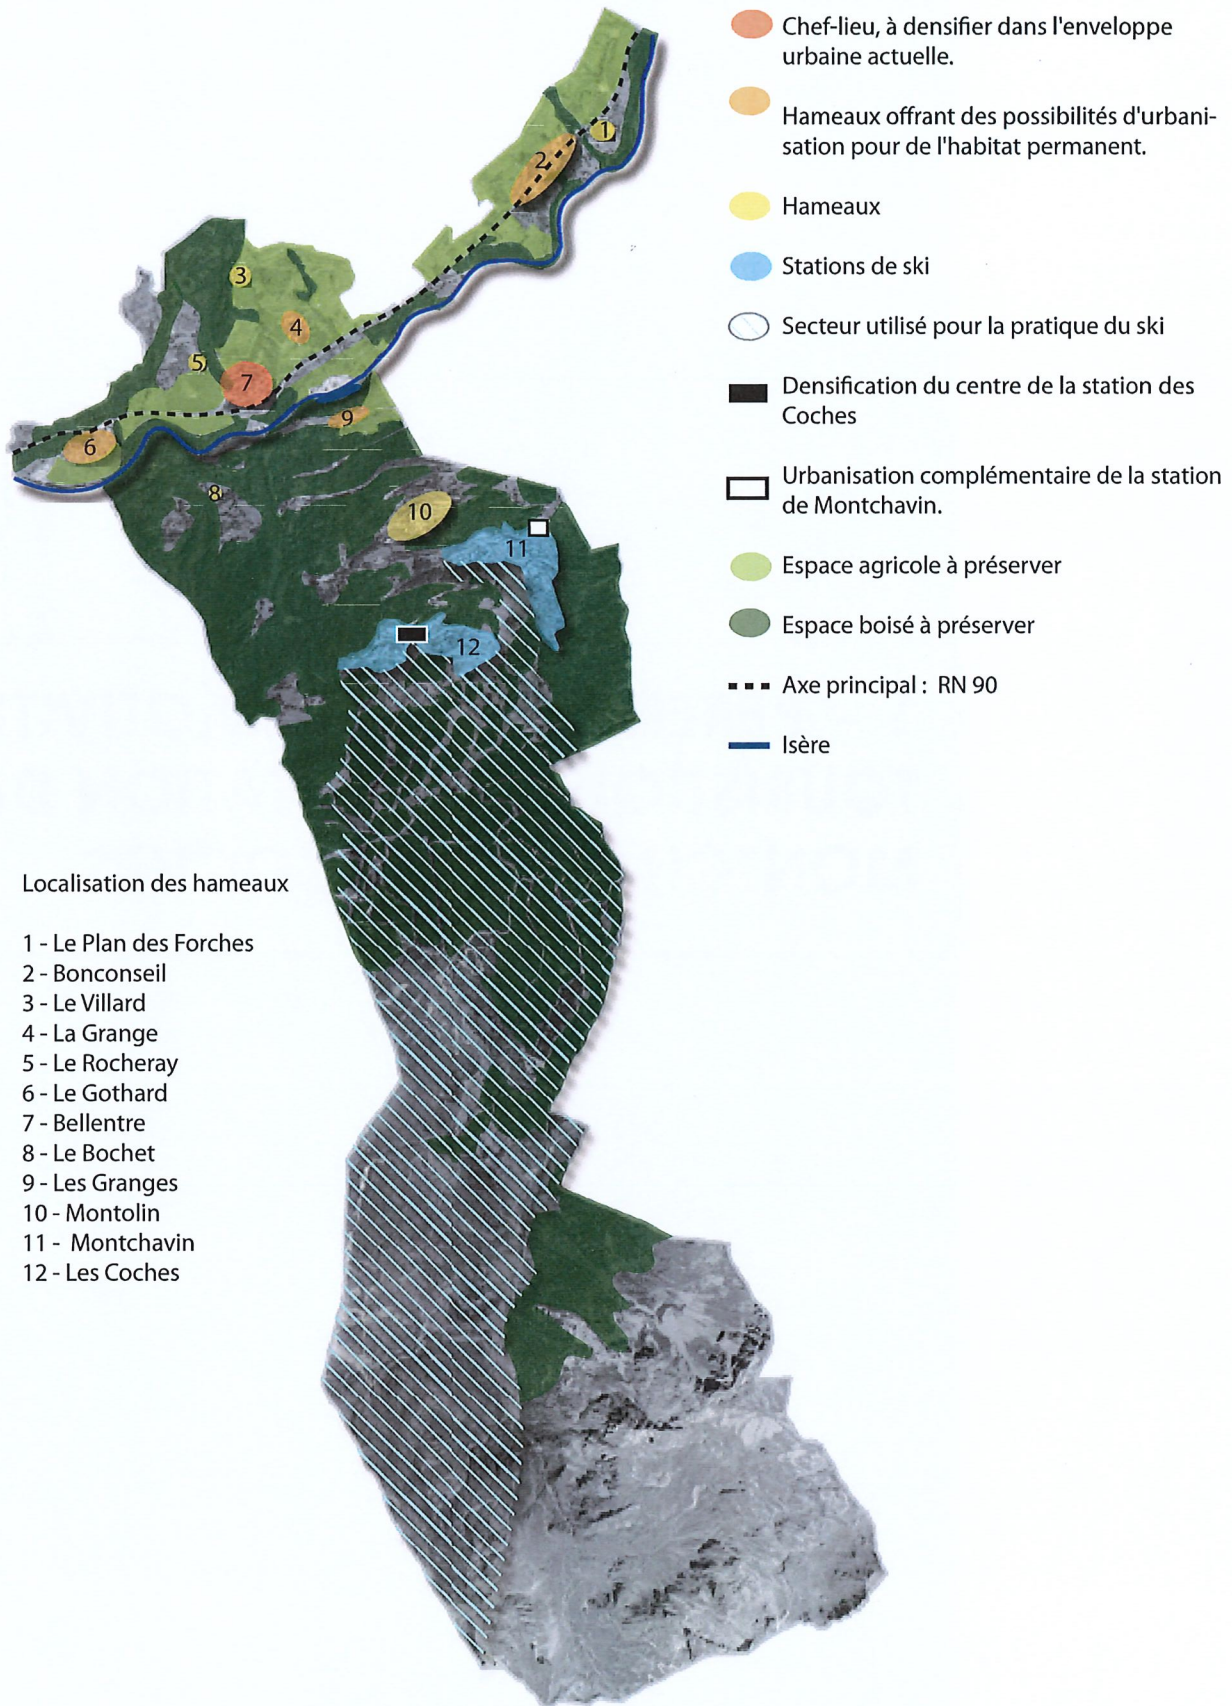 Chef-lieu, à densifier dans l'enveloppe
urbaine actuelle.
Hameaux offrant des possibilités d'urbani-
sation pour de l'habitat permanent.
Hameaux
Stations de ski
Secteur utilisé pour la pratique du ski
Densification du centre de la station des
Coches
Urbanisation complémentaire de la station
de Montchavin.
Espace agricole à préserver
Espace boisé à préserver
Axe principal : RN 90
Isère
1
2
3
4
5
7
9
6
8
10
11
12
Localisation des hameaux
1 - Le Plan des Forches
2 - Bonconseil
3 - Le Villard
4 - La Grange
5 - Le Rocheray
6 - Le Gothard
7 - Bellentre
8 - Le Bochet
9 - Les Granges
10 - Montolin
11 - Montchavin
12 - Les Coches